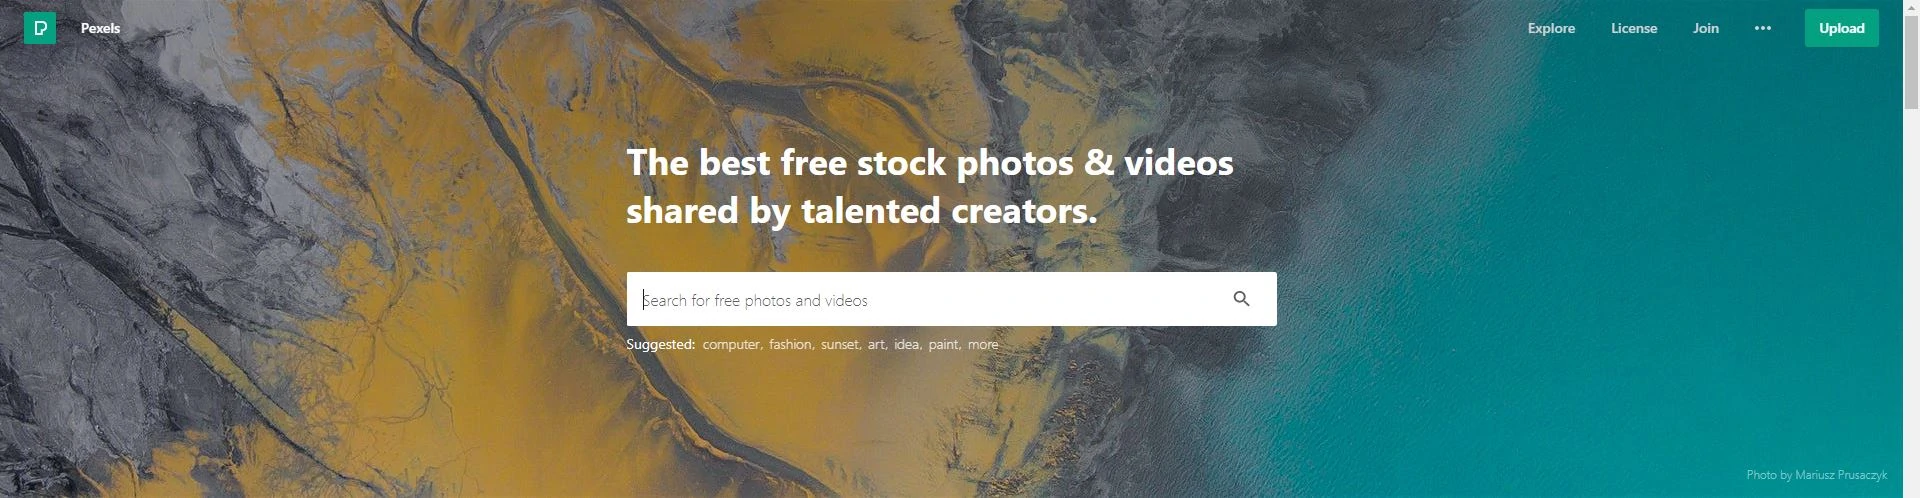 Pexels
Explore
License
Join
Upload
The best free stock photos & videos
shared by talented creators.
Search for free photos and videos
Suggested: computer, fashion, sunset, art, idea, paint, more
Photo by Mariusz Prusaczyk